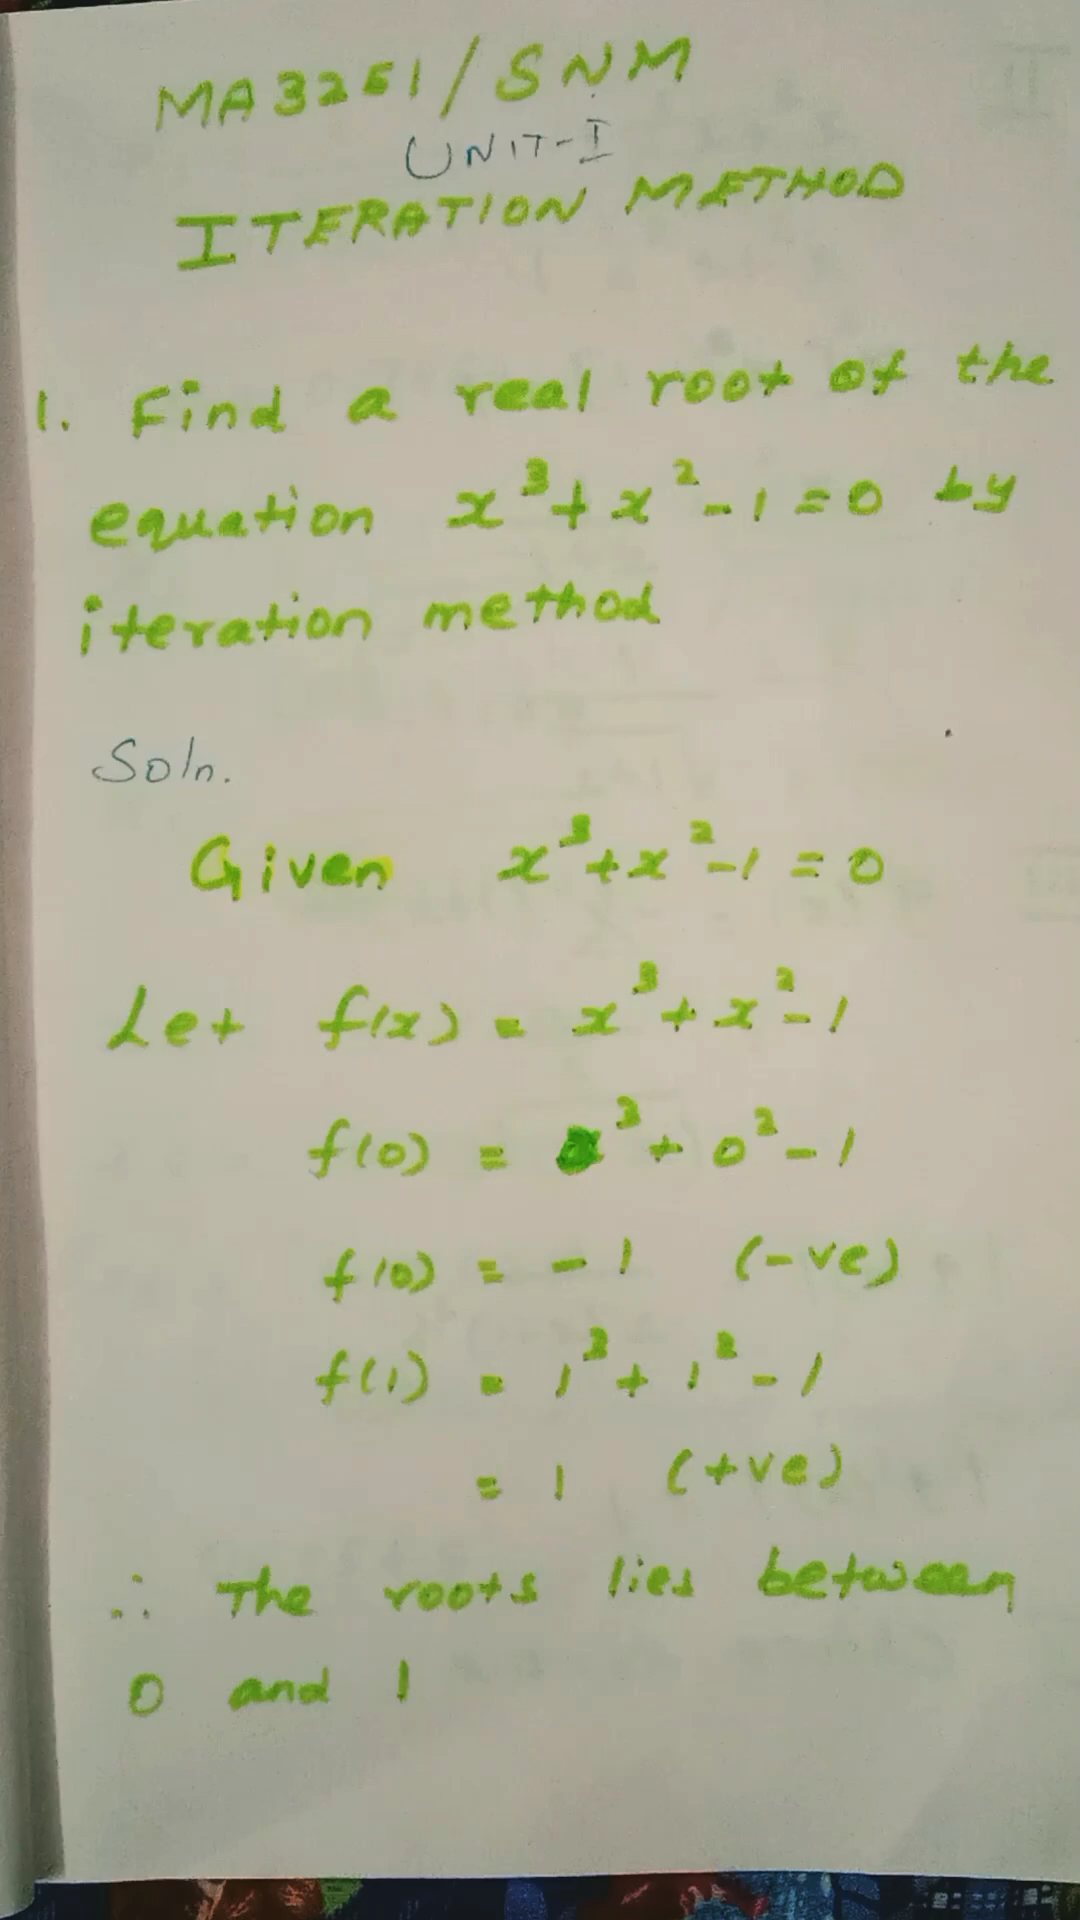 MA3251/SNM
UNIT-I
ITERATION METHOD
1. Find a real root of the
equation x³+x²-1=0 by
iteration method
Soln.
Given x³+x²-1=0
Let f(x) = x³+x²-1
f(0) = 0³+0²-1
f(0) = -1 (-ve)
f(1) = 1³+1²-1
= 1 (+ve)
∴ The roots lies between
0 and 1